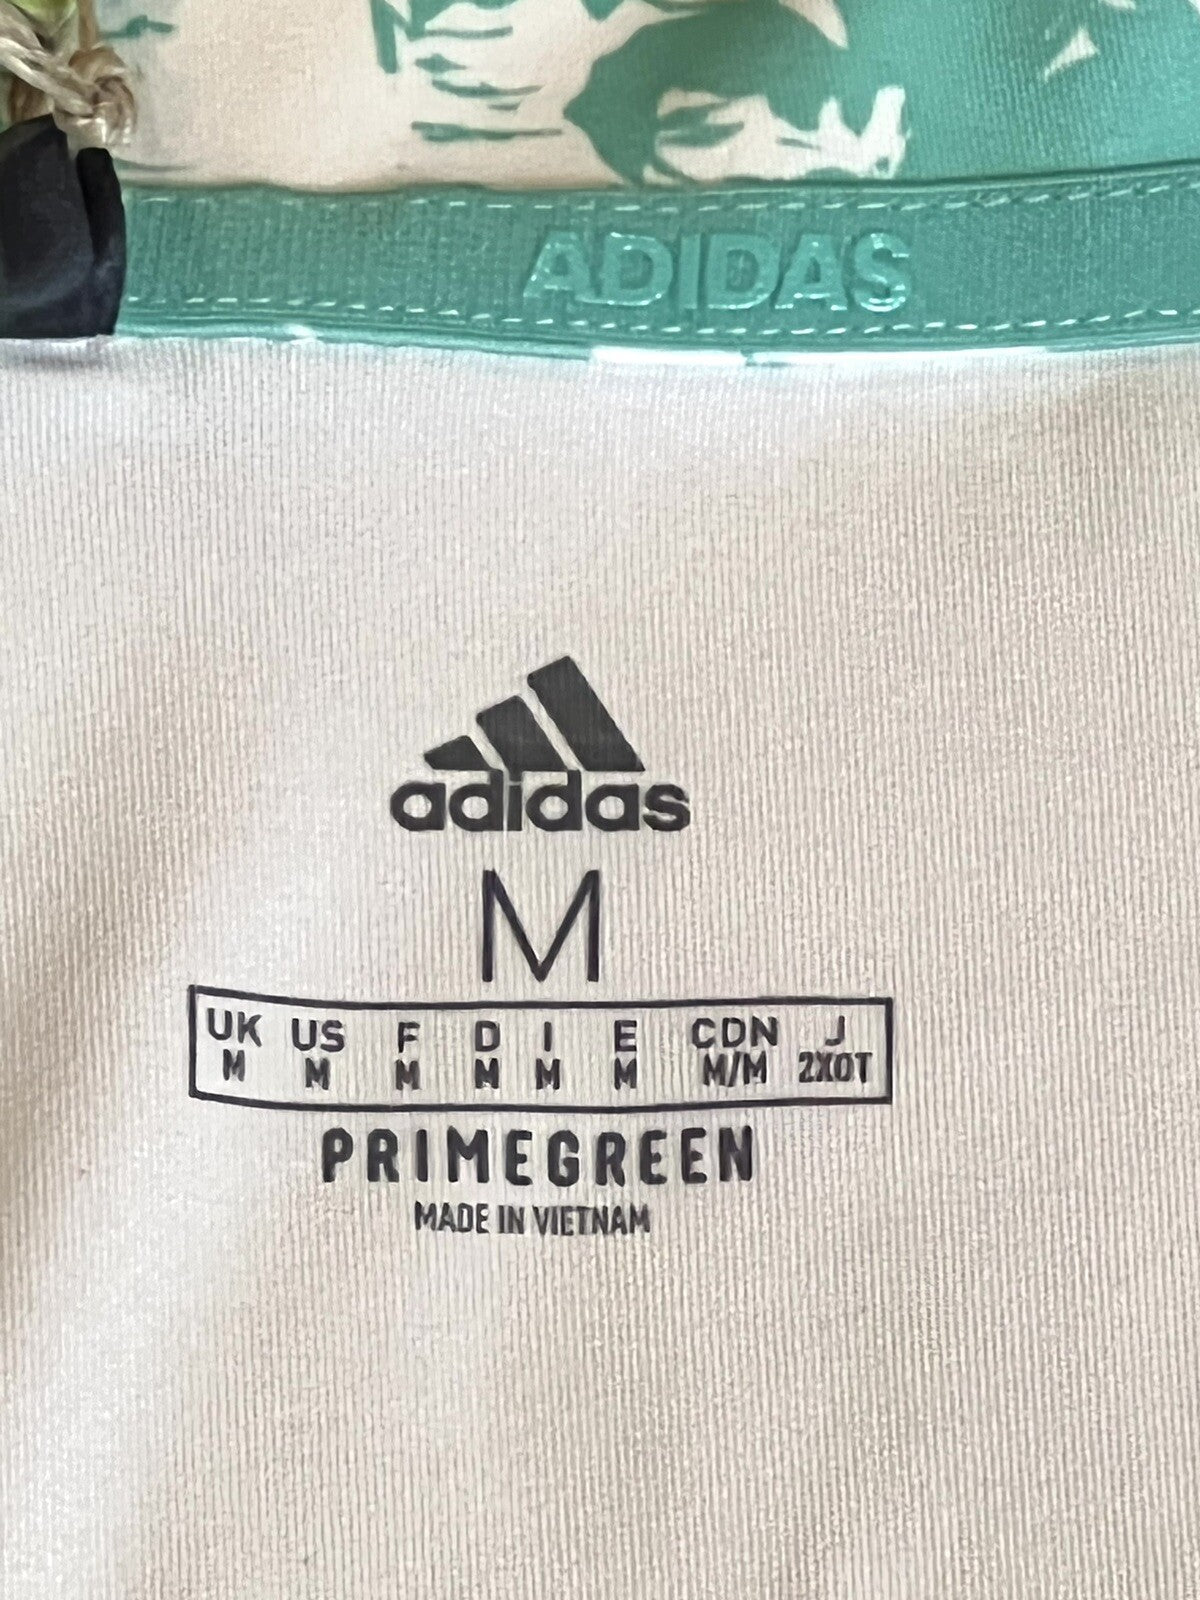 ADIDAS
adidas
M
UK US F D I E CDN J
M M M M M M M/M 2XOT
PRIMEGREEN
MADE IN VIETNAM